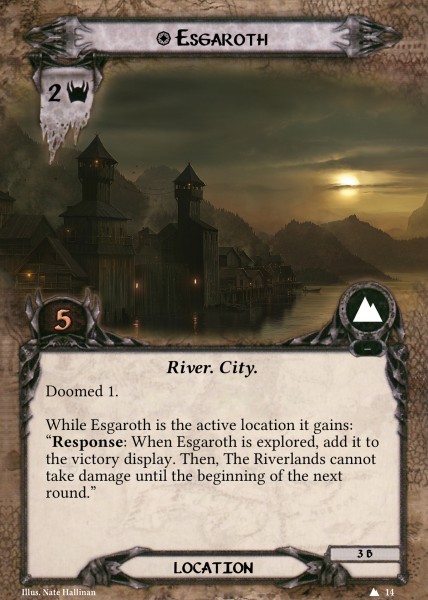 Esgaroth
2
5
–
River. City.
Doomed 1.
While Esgaroth is the active location it gains:
“Response: When Esgaroth is explored, add it to
the victory display. Then, The Riverlands cannot
take damage until the beginning of the next
round.”
3 B
LOCATION
Illus. Nate Hallinan
14